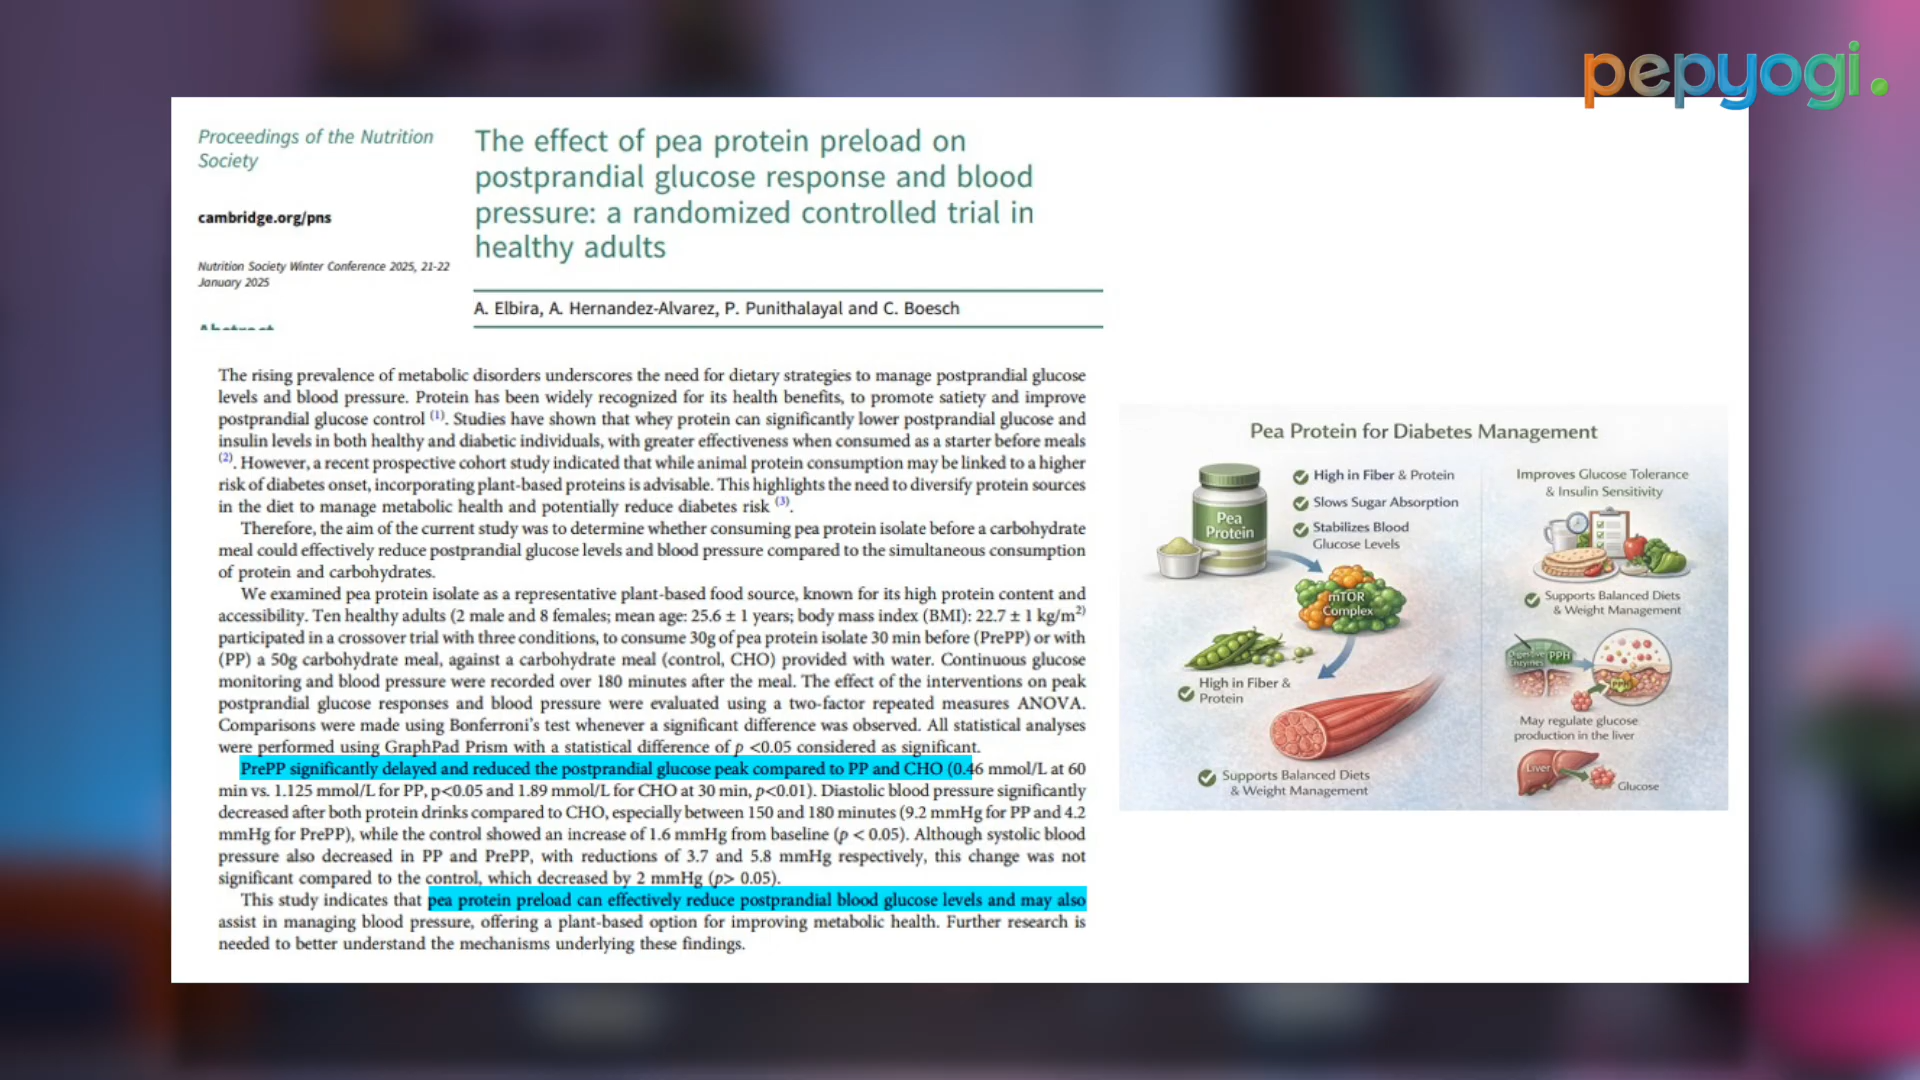 pepyogi.
Proceedings of the Nutrition
Society
cambridge.org/pns
Nutrition Society Winter Conference 2025, 21-22
January 2025
Abstract
The effect of pea protein preload on
postprandial glucose response and blood
pressure: a randomized controlled trial in
healthy adults
A. Elbira, A. Hernandez-Alvarez, P. Punithalayal and C. Boesch
The rising prevalence of metabolic disorders underscores the need for dietary strategies to manage postprandial glucose
levels and blood pressure. Protein has been widely recognized for its health benefits, to promote satiety and improve
postprandial glucose control (1). Studies have shown that whey protein can significantly lower postprandial glucose and
insulin levels in both healthy and diabetic individuals, with greater effectiveness when consumed as a starter before meals
(2). However, a recent prospective cohort study indicated that while animal protein consumption may be linked to a higher
risk of diabetes onset, incorporating plant-based proteins is advisable. This highlights the need to diversify protein sources
in the diet to manage metabolic health and potentially reduce diabetes risk (3).
Therefore, the aim of the current study was to determine whether consuming pea protein isolate before a carbohydrate
meal could effectively reduce postprandial glucose levels and blood pressure compared to the simultaneous consumption
of protein and carbohydrates.
We examined pea protein isolate as a representative plant-based food source, known for its high protein content and
accessibility. Ten healthy adults (2 male and 8 females; mean age: 25.6 ± 1 years; body mass index (BMI): 22.7 ± 1 kg/m²)
participated in a crossover trial with three conditions, to consume 30g of pea protein isolate 30 min before (PrePP) or with
(PP) a 50g carbohydrate meal, against a carbohydrate meal (control, CHO) provided with water. Continuous glucose
monitoring and blood pressure were recorded over 180 minutes after the meal. The effect of the interventions on peak
postprandial glucose responses and blood pressure were evaluated using a two-factor repeated measures ANOVA.
Comparisons were made using Bonferroni's test whenever a significant difference was observed. All statistical analyses
were performed using GraphPad Prism with a statistical difference of p <0.05 considered as significant.
PrePP significantly delayed and reduced the postprandial glucose peak compared to PP and CHO (0.46 mmol/L at 60
min vs. 1.125 mmol/L for PP, p<0.05 and 1.89 mmol/L for CHO at 30 min, p<0.01). Diastolic blood pressure significantly
decreased after both protein drinks compared to CHO, especially between 150 and 180 minutes (9.2 mmHg for PP and 4.2
mmHg for PrePP), while the control showed an increase of 1.6 mmHg from baseline (p < 0.05). Although systolic blood
pressure also decreased in PP and PrePP, with reductions of 3.7 and 5.8 mmHg respectively, this change was not
significant compared to the control, which decreased by 2 mmHg (p> 0.05).
This study indicates that pea protein preload can effectively reduce postprandial blood glucose levels and may also
assist in managing blood pressure, offering a plant-based option for improving metabolic health. Further research is
needed to better understand the mechanisms underlying these findings.
Pea Protein for Diabetes Management
Pea
Protein
High in Fiber & Protein
Slows Sugar Absorption
Stabilizes Blood
Glucose Levels
mTOR
Complex
High in Fiber &
Protein
Supports Balanced Diets
& Weight Management
Improves Glucose Tolerance
& Insulin Sensitivity
Supports Balanced Diets
& Weight Management
Digestive
Enzymes
PPH
May regulate glucose
production in the liver
Liver
Glucose